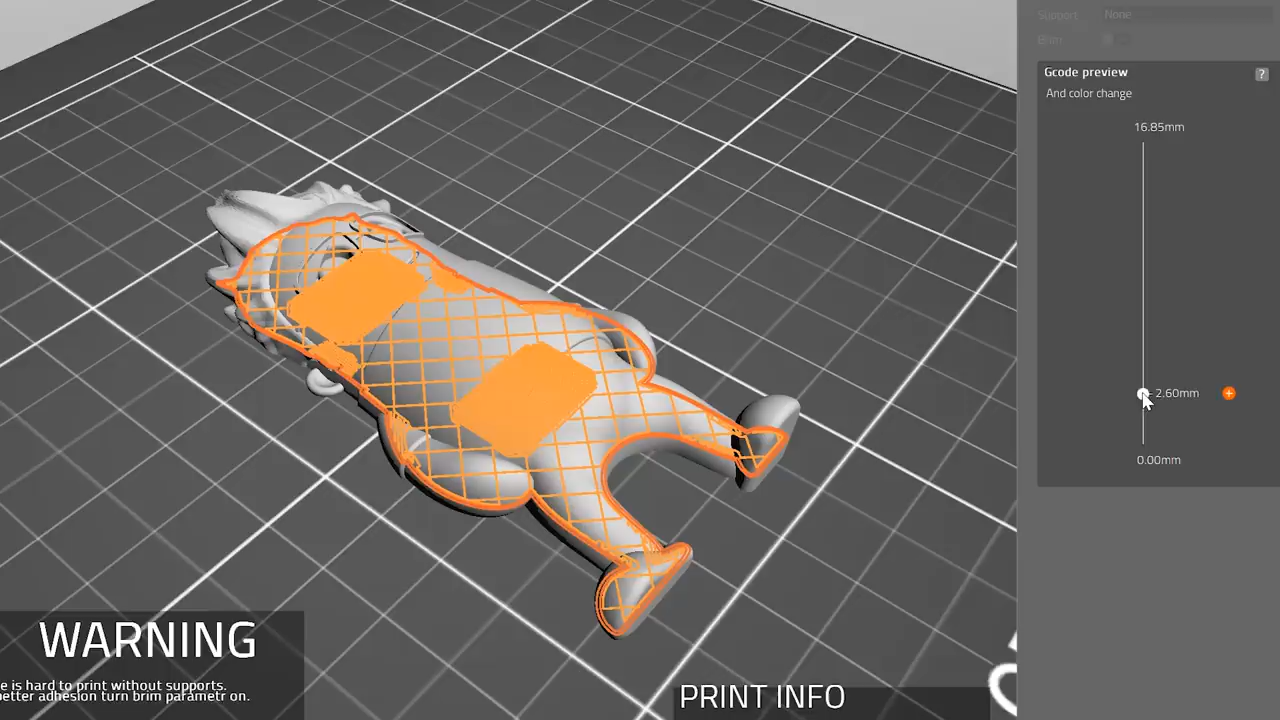 Support None
Brim
Gcode preview ?
And color change
16.85mm
2.60mm
0.00mm
WARNING
e is hard to print without supports.
etter adhesion turn brim parametr on.
PRINT INFO